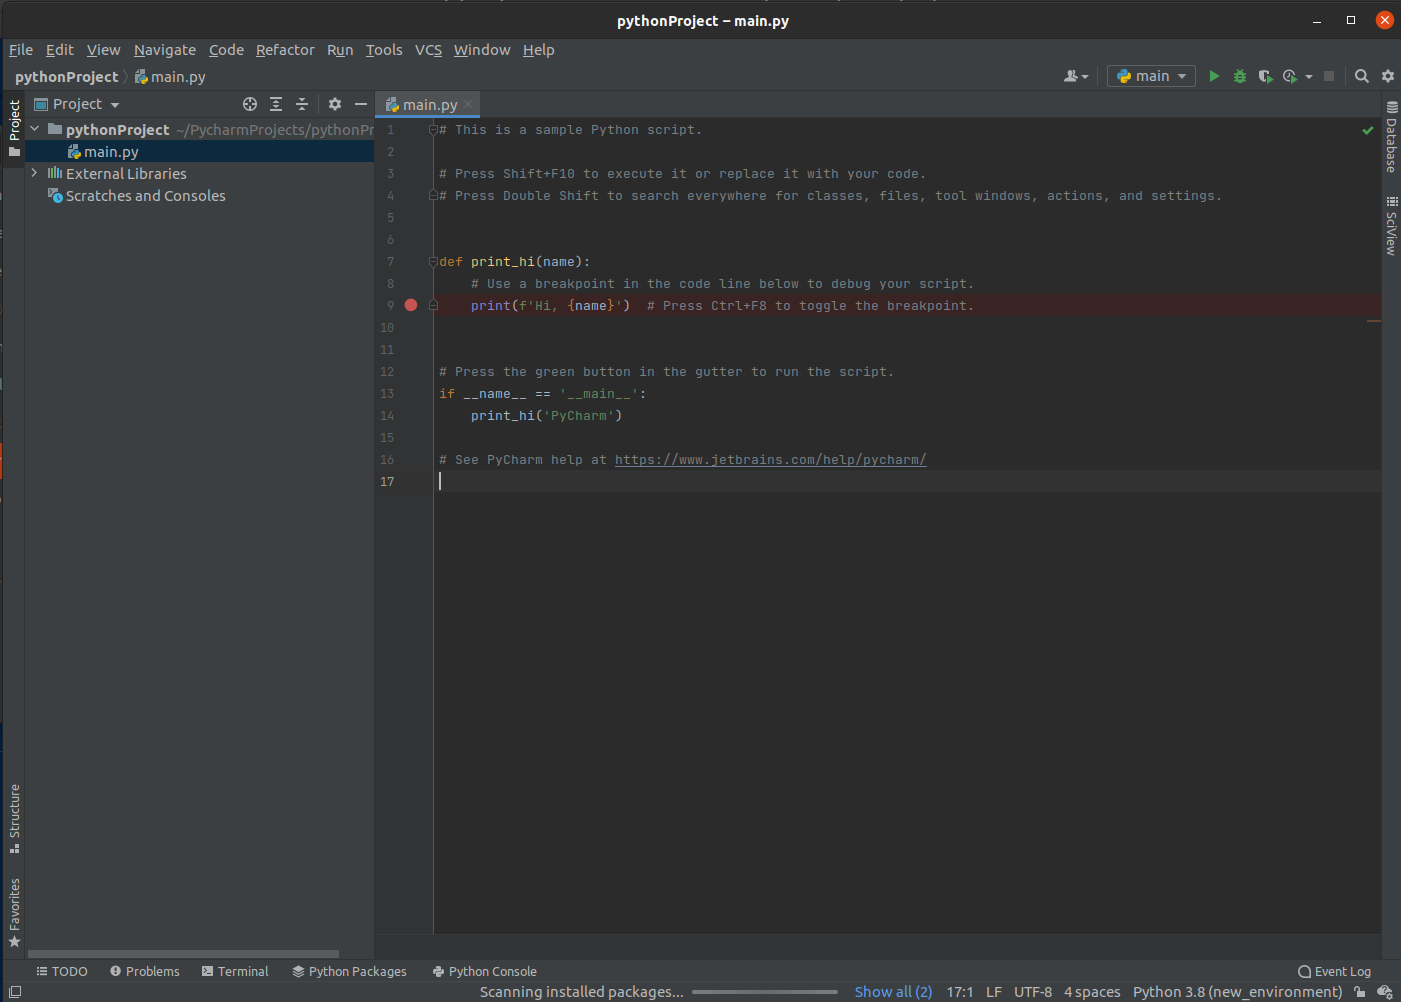 pythonProject – main.py
File Edit View Navigate Code Refactor Run Tools VCS Window Help
pythonProject main.py
main
Project
Project
main.py
pythonProject ~/PycharmProjects/pythonPr
main.py
External Libraries
Scratches and Consoles
1 # This is a sample Python script.
2
3 # Press Shift+F10 to execute it or replace it with your code.
4 # Press Double Shift to search everywhere for classes, files, tool windows, actions, and settings.
5
6
7 def print_hi(name):
8 # Use a breakpoint in the code line below to debug your script.
9 print(f'Hi, {name}') # Press Ctrl+F8 to toggle the breakpoint.
10
11
12 # Press the green button in the gutter to run the script.
13 if __name__ == '__main__':
14 print_hi('PyCharm')
15
16 # See PyCharm help at https://www.jetbrains.com/help/pycharm/
17
Database
SciView
Structure
Favorites
TODO Problems Terminal Python Packages Python Console Event Log
Scanning installed packages... Show all (2) 17:1 LF UTF-8 4 spaces Python 3.8 (new_environment)